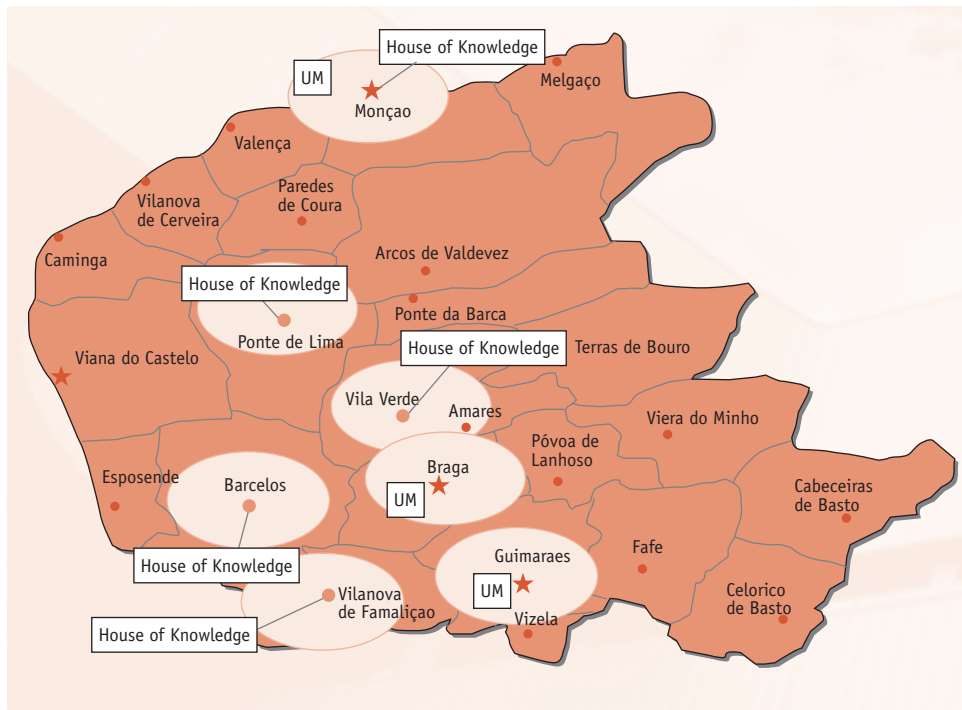 House of Knowledge
UM
Melgaço
Monçao
Valença
Paredes
de Coura
Vilanova
de Cerveira
Caminga
Arcos de Valdevez
House of Knowledge
Ponte da Barca
Ponte de Lima
House of Knowledge
Terras de Bouro
Viana do Castelo
Vila Verde
Amares
Viera do Minho
Póvoa de
Lanhoso
Braga
UM
Esposende
Barcelos
Cabeceiras
de Basto
House of Knowledge
Guimaraes
UM
Fafe
Vilanova
de Famaliçao
Celorico
de Basto
Vizela
House of Knowledge